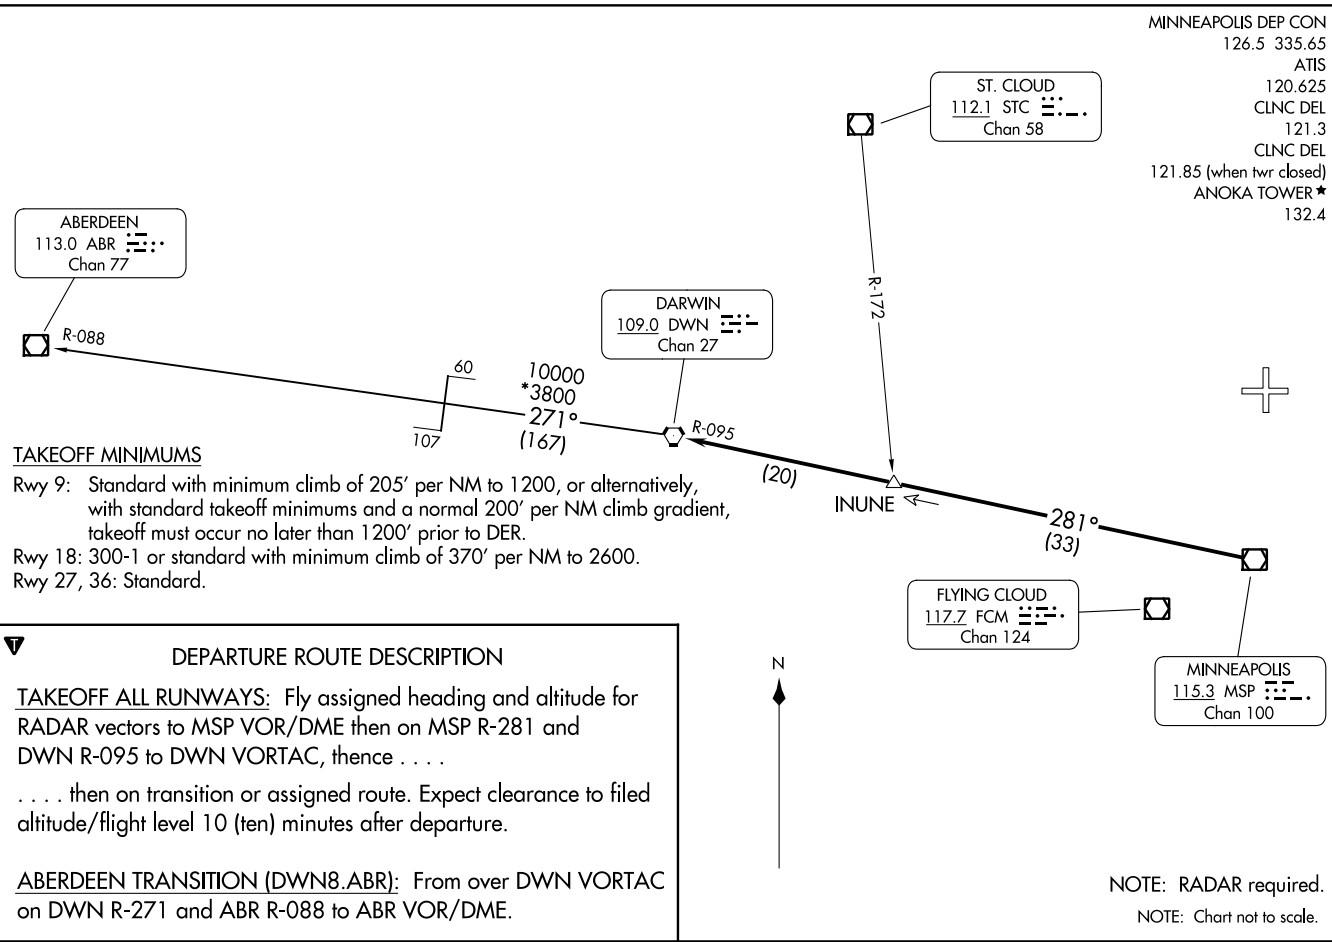 MINNEAPOLIS DEP CON
126.5 335.65
ATIS
120.625
CLNC DEL
121.3
CLNC DEL
121.85 (when twr closed)
ANOKA TOWER★
132.4
ST. CLOUD
112.1 STC
Chan 58
ABERDEEN
113.0 ABR
Chan 77
DARWIN
109.0 DWN
Chan 27
R-172
R-088
60
107
10000
*3800
271°
(167)
R-095
(20)
INUNE
281°
(33)
TAKEOFF MINIMUMS
Rwy 9: Standard with minimum climb of 205' per NM to 1200, or alternatively,
with standard takeoff minimums and a normal 200' per NM climb gradient,
takeoff must occur no later than 1200' prior to DER.
Rwy 18: 300-1 or standard with minimum climb of 370' per NM to 2600.
Rwy 27, 36: Standard.
FLYING CLOUD
117.7 FCM
Chan 124
MINNEAPOLIS
115.3 MSP
Chan 100
N
T
DEPARTURE ROUTE DESCRIPTION
TAKEOFF ALL RUNWAYS: Fly assigned heading and altitude for
RADAR vectors to MSP VOR/DME then on MSP R-281 and
DWN R-095 to DWN VORTAC, thence . . . .
. . . . then on transition or assigned route. Expect clearance to filed
altitude/flight level 10 (ten) minutes after departure.
ABERDEEN TRANSITION (DWN8.ABR): From over DWN VORTAC
on DWN R-271 and ABR R-088 to ABR VOR/DME.
NOTE: RADAR required.
NOTE: Chart not to scale.